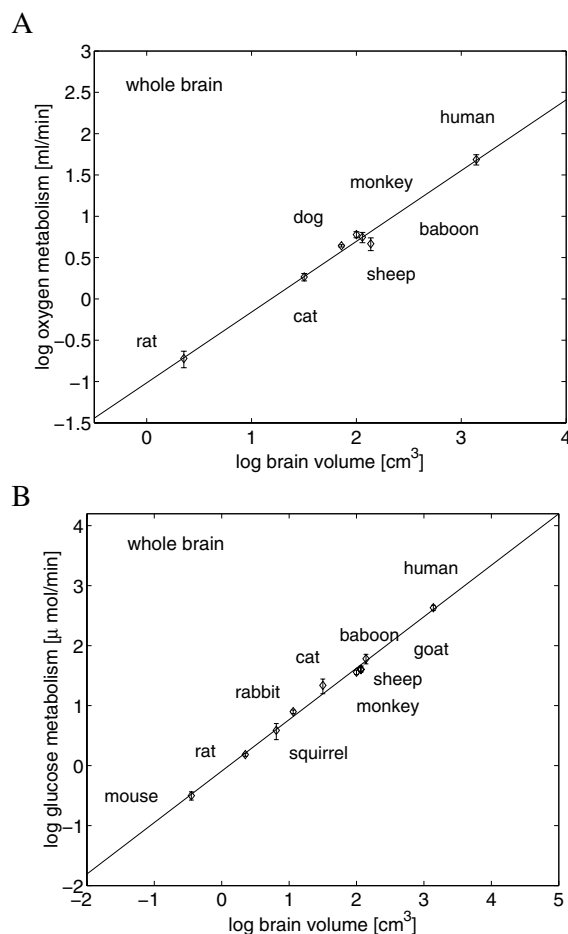 A
3
whole brain
2.5
human
2
monkey
1.5
dog
1
baboon
0.5
sheep
0
cat
rat
−0.5
−1
−1.5
0 1 2 3 4
log oxygen metabolism [ml/min]
log brain volume [cm³]
B
4
whole brain
human
3
baboon
goat
2
cat
sheep
rabbit
monkey
1
rat
squirrel
0
mouse
−1
−2
−2 −1 0 1 2 3 4 5
log glucose metabolism [μ mol/min]
log brain volume [cm³]